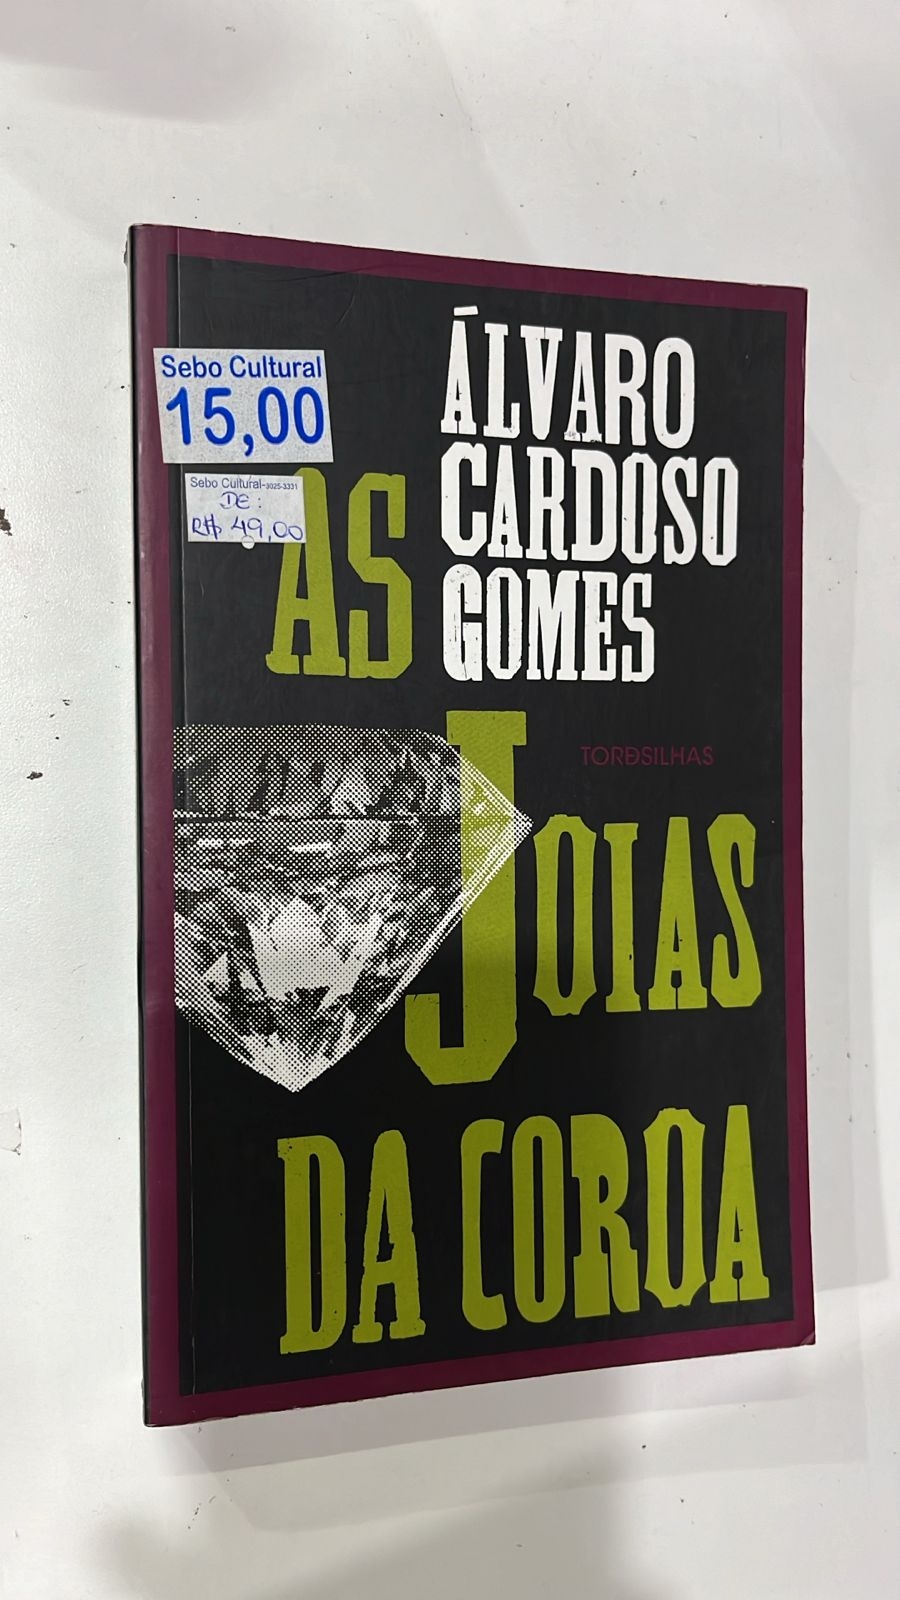 Sebo Cultural
15,00
Sebo Cultural-3025-3331
DE:
R$ 49,00
ÁLVARO
CARDOSO
GOMES
AS
TORDSILHAS
JOIAS
DA COROA